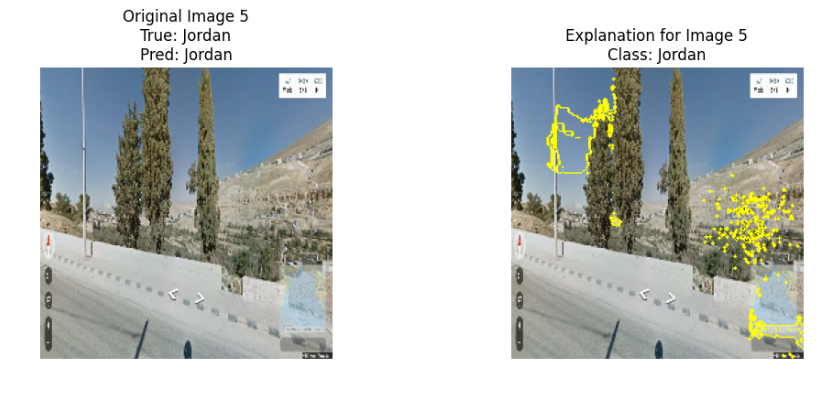 Original Image 5
True: Jordan
Pred: Jordan
Explanation for Image 5
Class: Jordan